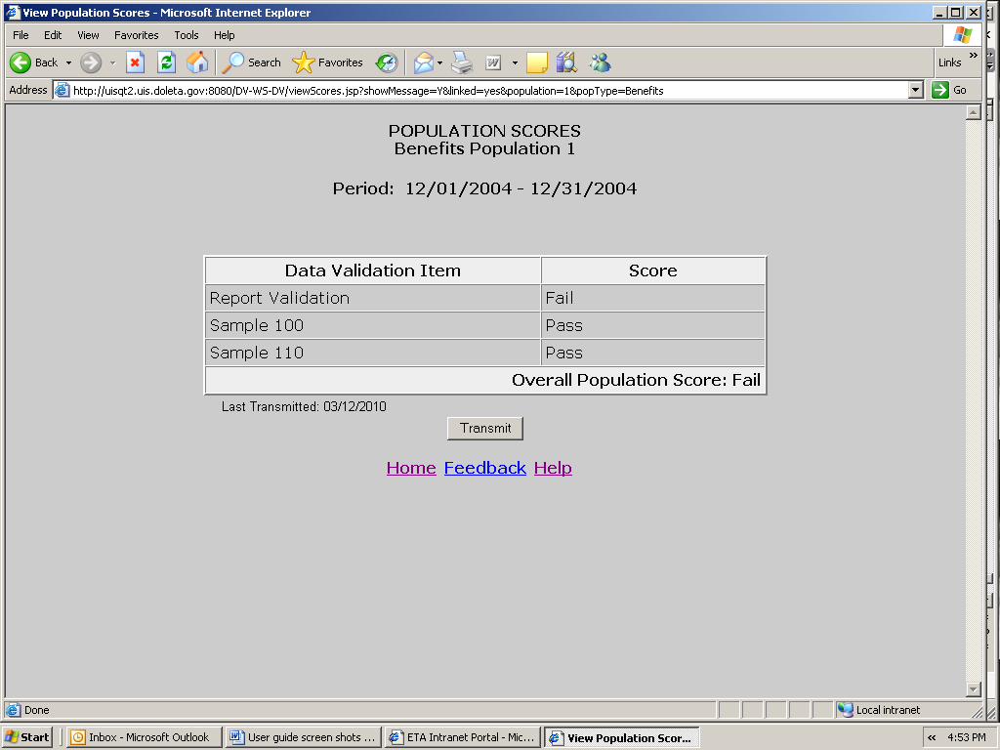 View Population Scores - Microsoft Internet Explorer
File Edit View Favorites Tools Help
Back Search Favorites Links »
Address http://uisqt2.uis.doleta.gov:8080/DV-WS-DV/viewScores.jsp?showMessage=Y&linked=yes&population=1&popType=Benefits Go
POPULATION SCORES
Benefits Population 1
Period: 12/01/2004 - 12/31/2004
Data Validation Item Score
Report Validation Fail
Sample 100 Pass
Sample 110 Pass
Overall Population Score: Fail
Last Transmitted: 03/12/2010
Transmit
Home Feedback Help
Done Local intranet
Start Inbox - Microsoft Outlook User guide screen shots ... ETA Intranet Portal - Mic... View Population Scor... « 4:53 PM